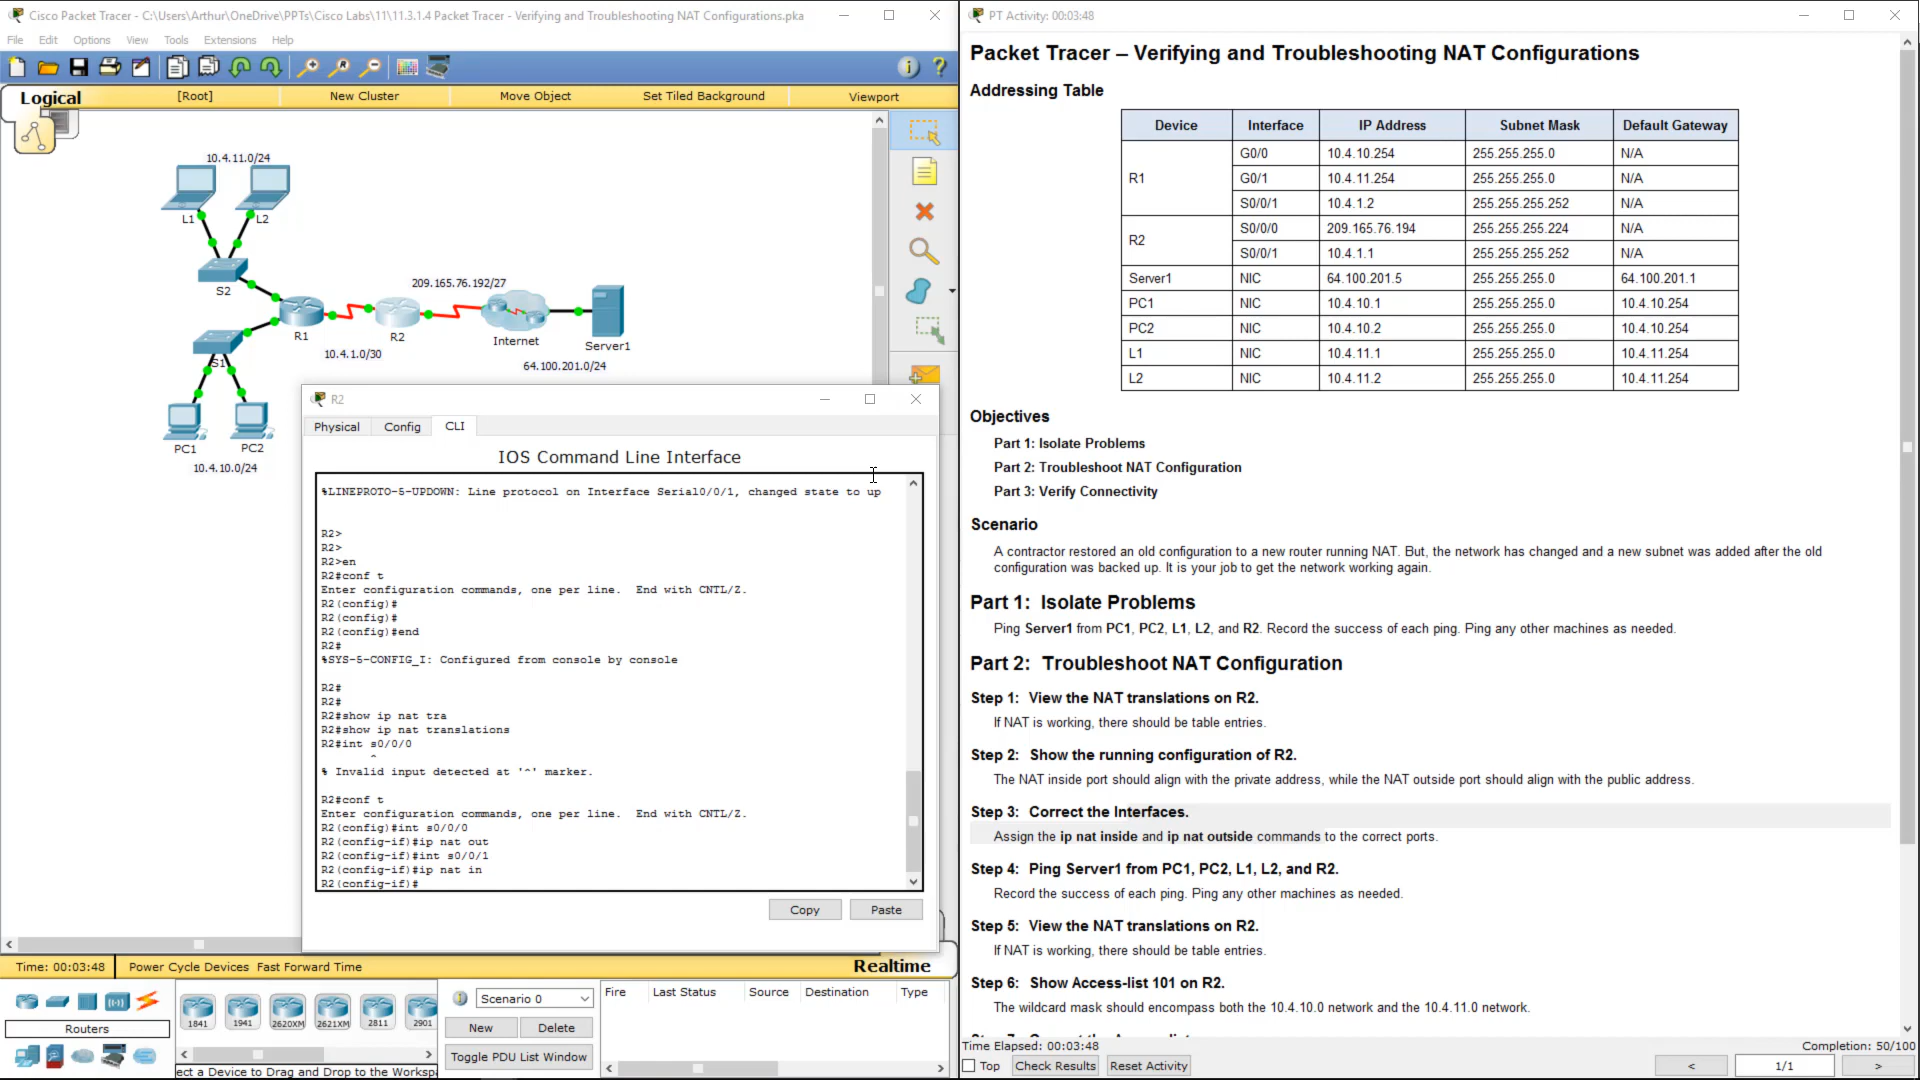 Cisco Packet Tracer - C:\Users\Arthur\OneDrive\PPTs\Cisco Labs\11\11.3.1.4 Packet Tracer - Verifying and Troubleshooting NAT Configurations.pka
File Edit Options View Tools Extensions Help
Logical [Root] New Cluster Move Object Set Tiled Background Viewport
10.4.11.0/24
L1 L2
S2
209.165.76.192/27
R1 R2 Internet Server1
10.4.1.0/30
64.100.201.0/24
S1
PC1 PC2
10.4.10.0/24
R2
Physical Config CLI
IOS Command Line Interface
%LINEPROTO-5-UPDOWN: Line protocol on Interface Serial0/0/1, changed state to up
R2>
R2>
R2>en
R2#conf t
Enter configuration commands, one per line.  End with CNTL/Z.
R2(config)#
R2(config)#
R2(config)#end
R2#
%SYS-5-CONFIG_I: Configured from console by console
R2#
R2#
R2#show ip nat tra
R2#show ip nat translations
R2#int s0/0/0
^
% Invalid input detected at '^' marker.
R2#conf t
Enter configuration commands, one per line.  End with CNTL/Z.
R2(config)#int s0/0/0
R2(config-if)#ip nat out
R2(config-if)#int s0/0/1
R2(config-if)#ip nat in
R2(config-if)#
Copy Paste
Time: 00:03:48 Power Cycle Devices Fast Forward Time Realtime
Routers
1841 1941 2620XM 2621XM 2811 2901
ect a Device to Drag and Drop to the Workspa
Scenario 0
New Delete
Toggle PDU List Window
Fire Last Status Source Destination Type
PT Activity: 00:03:48
Packet Tracer – Verifying and Troubleshooting NAT Configurations
Addressing Table
Device Interface IP Address Subnet Mask Default Gateway
R1 G0/0 10.4.10.254 255.255.255.0 N/A
G0/1 10.4.11.254 255.255.255.0 N/A
S0/0/1 10.4.1.2 255.255.255.252 N/A
R2 S0/0/0 209.165.76.194 255.255.255.224 N/A
S0/0/1 10.4.1.1 255.255.255.252 N/A
Server1 NIC 64.100.201.5 255.255.255.0 64.100.201.1
PC1 NIC 10.4.10.1 255.255.255.0 10.4.10.254
PC2 NIC 10.4.10.2 255.255.255.0 10.4.10.254
L1 NIC 10.4.11.1 255.255.255.0 10.4.11.254
L2 NIC 10.4.11.2 255.255.255.0 10.4.11.254
Objectives
Part 1: Isolate Problems
Part 2: Troubleshoot NAT Configuration
Part 3: Verify Connectivity
Scenario
A contractor restored an old configuration to a new router running NAT. But, the network has changed and a new subnet was added after the old
configuration was backed up. It is your job to get the network working again.
Part 1: Isolate Problems
Ping Server1 from PC1, PC2, L1, L2, and R2. Record the success of each ping. Ping any other machines as needed.
Part 2: Troubleshoot NAT Configuration
Step 1: View the NAT translations on R2.
If NAT is working, there should be table entries.
Step 2: Show the running configuration of R2.
The NAT inside port should align with the private address, while the NAT outside port should align with the public address.
Step 3: Correct the Interfaces.
Assign the ip nat inside and ip nat outside commands to the correct ports.
Step 4: Ping Server1 from PC1, PC2, L1, L2, and R2.
Record the success of each ping. Ping any other machines as needed.
Step 5: View the NAT translations on R2.
If NAT is working, there should be table entries.
Step 6: Show Access-list 101 on R2.
The wildcard mask should encompass both the 10.4.10.0 network and the 10.4.11.0 network.
Time Elapsed: 00:03:48 Completion: 50/100
Top Check Results Reset Activity < 1/1 >